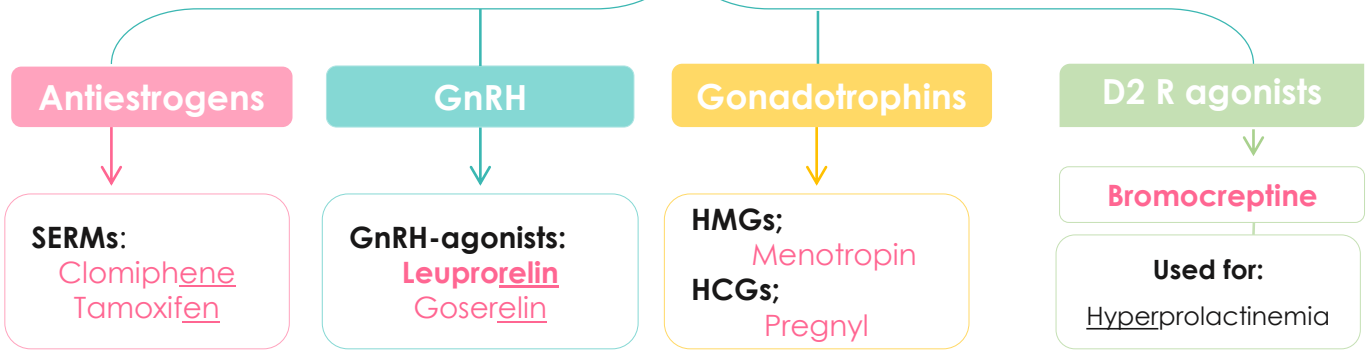 Antiestrogens
GnRH
Gonadotrophins
D2 R agonists
SERMs:
Clomiphene
Tamoxifen
GnRH-agonists:
Leuprorelin
Goserelin
HMGs;
Menotropin
HCGs;
Pregnyl
Bromocreptine
Used for:
Hyperprolactinemia